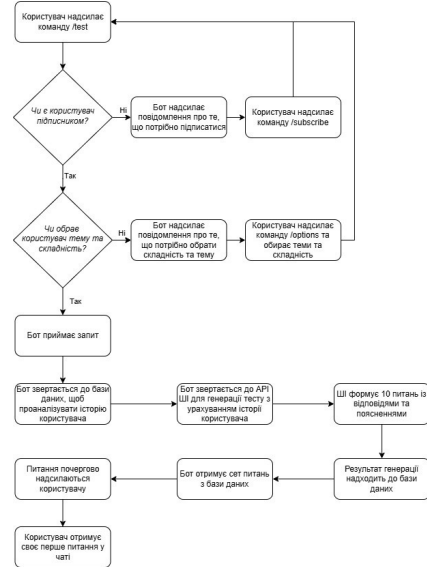 Користувач надсилає
команду /test
Чи є користувач
підписником?
Ні
Бот надсилає
повідомлення про те,
що потрібно підписатися
Користувач надсилає
команду /subscribe
Так
Чи обрав
користувач тему та
складність?
Ні
Бот надсилає
повідомлення про те,
що потрібно обрати
складність та тему
Користувач надсилає
команду /options та
обирає теми та
складність
Так
Бот приймає запит
Бот звертається до бази
даних, щоб
проаналізувати історію
користувача
Бот звертається до API
ШІ для генерації тесту з
урахуванням історії
користувача
ШІ формує 10 питань із
відповідями та
поясненнями
Питання почергово
надсилаються
користувачу
Бот отримує сет питань
з бази даних
Результат генерації
надходить до бази
даних
Користувач отримує
своє перше питання у
чаті